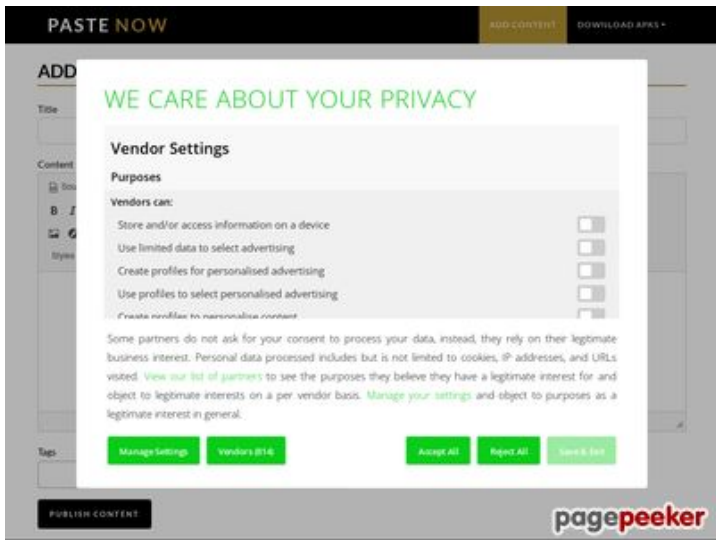 PASTE NOW
ADD CONTENT
DOWNLOAD APKS
ADD
WE CARE ABOUT YOUR PRIVACY
Title
Vendor Settings
Purposes
Content
Vendors can:
Store and/or access information on a device
B I
Use limited data to select advertising
Create profiles for personalised advertising
Styles
Use profiles to select personalised advertising
Create profiles to personalise content
Some partners do not ask for your consent to process your data, instead, they rely on their legitimate
business interest. Personal data processed includes but is not limited to cookies, IP addresses, and URLs
visited. View our list of partners to see the purposes they believe they have a legitimate interest for and
object to legitimate interests on a per vendor basis. Manage your settings and object to purposes as a
legitimate interest in general.
Tags
Manage Settings
Vendors (814)
Accept All
Reject All
Save & Exit
PUBLISH CONTENT
pagepeeker